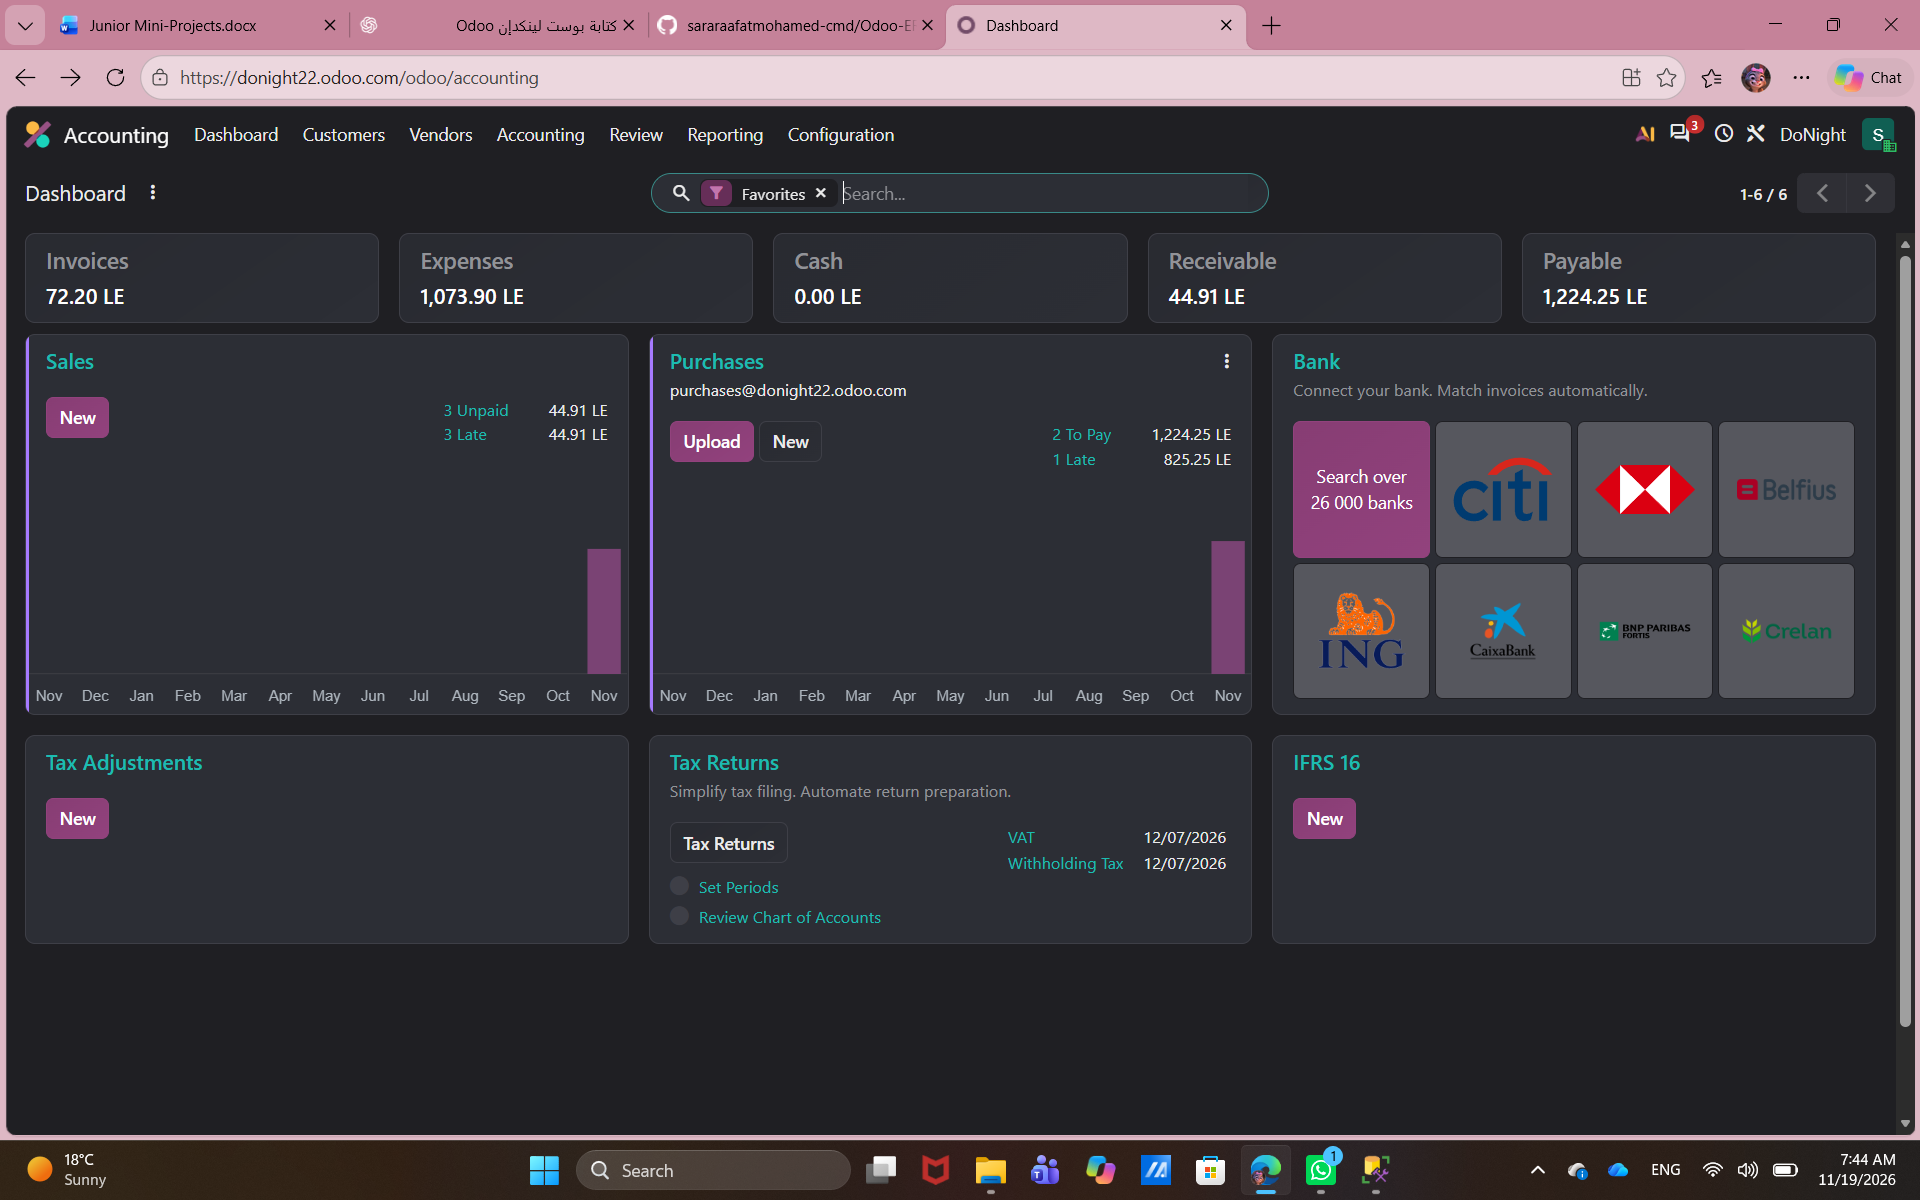 Junior Mini-Projects.docx
كتابة بوست لينكدإن Odoo
sararaafatmohamed-cmd/Odoo-E
Dashboard
https://donight22.odoo.com/odoo/accounting
Chat
Accounting Dashboard Customers Vendors Accounting Review Reporting Configuration
AI 3 DoNight S
Dashboard
Favorites Search...
1-6 / 6
Invoices
72.20 LE
Expenses
1,073.90 LE
Cash
0.00 LE
Receivable
44.91 LE
Payable
1,224.25 LE
Sales
New
3 Unpaid 44.91 LE
3 Late 44.91 LE
Nov Dec Jan Feb Mar Apr May Jun Jul Aug Sep Oct Nov
Purchases
purchases@donight22.odoo.com
Upload New
2 To Pay 1,224.25 LE
1 Late 825.25 LE
Nov Dec Jan Feb Mar Apr May Jun Jul Aug Sep Oct Nov
Bank
Connect your bank. Match invoices automatically.
Search over
26 000 banks
citi
Belfius
ING
CaixaBank
BNP PARIBAS
FORTIS
Crelan
Tax Adjustments
New
Tax Returns
Simplify tax filing. Automate return preparation.
Tax Returns
VAT 12/07/2026
Withholding Tax 12/07/2026
Set Periods
Review Chart of Accounts
IFRS 16
New
18°C
Sunny
Search
1
ENG
7:44 AM
11/19/2026